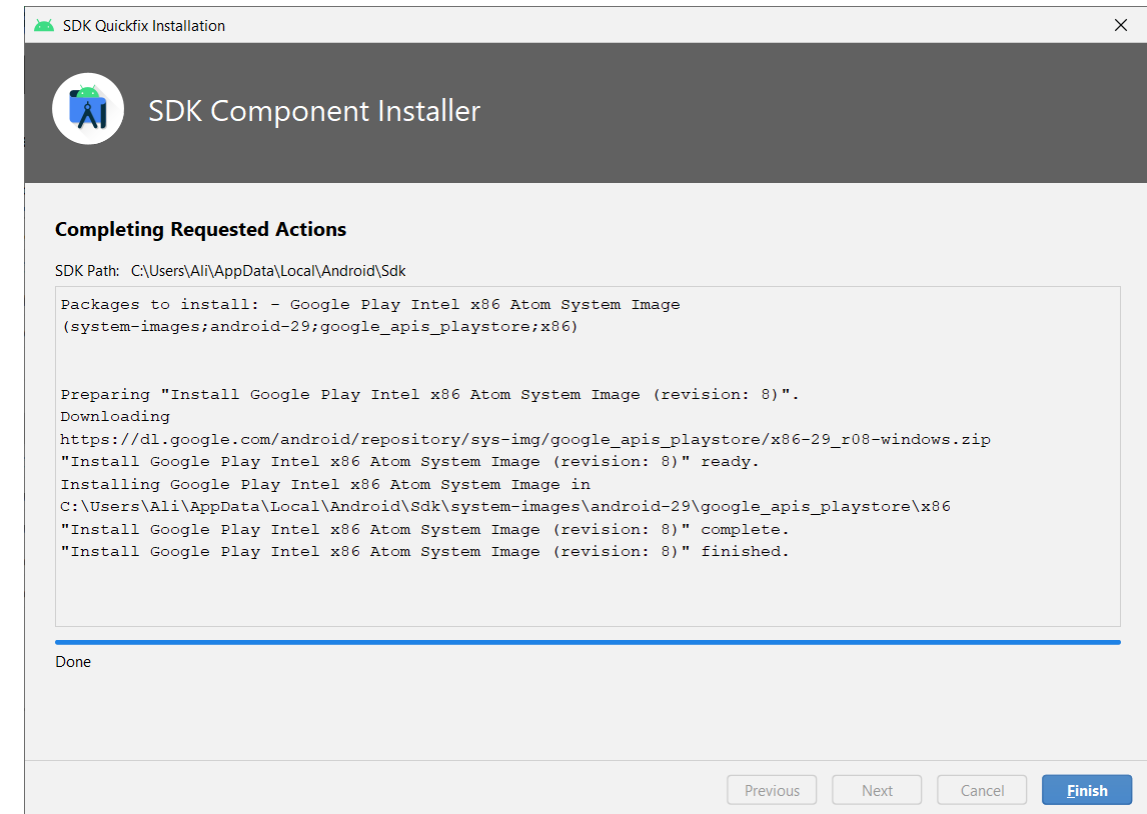 SDK Quickfix Installation
SDK Component Installer
Completing Requested Actions
SDK Path: C:\Users\Ali\AppData\Local\Android\Sdk
Packages to install: - Google Play Intel x86 Atom System Image
(system-images;android-29;google_apis_playstore;x86)
Preparing "Install Google Play Intel x86 Atom System Image (revision: 8)".
Downloading
https://dl.google.com/android/repository/sys-img/google_apis_playstore/x86-29_r08-windows.zip
"Install Google Play Intel x86 Atom System Image (revision: 8)" ready.
Installing Google Play Intel x86 Atom System Image in
C:\Users\Ali\AppData\Local\Android\Sdk\system-images\android-29\google_apis_playstore\x86
"Install Google Play Intel x86 Atom System Image (revision: 8)" complete.
"Install Google Play Intel x86 Atom System Image (revision: 8)" finished.
Done
Previous Next Cancel Finish